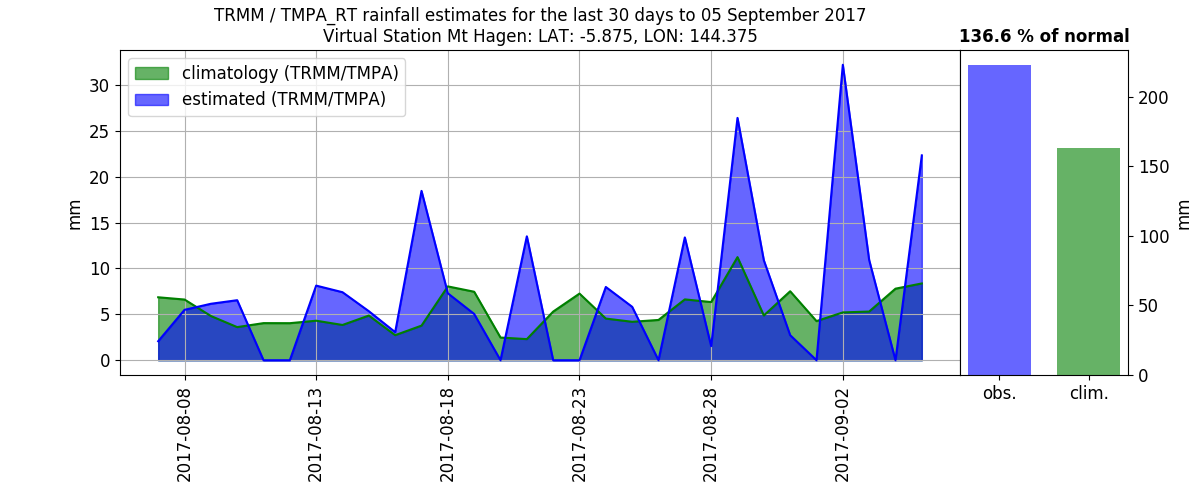 TRMM / TMPA_RT rainfall estimates for the last 30 days to 05 September 2017
Virtual Station Mt Hagen: LAT: -5.875, LON: 144.375
136.6 % of normal
climatology (TRMM/TMPA)
estimated (TRMM/TMPA)
mm
30
25
20
15
10
5
0
2017-08-08
2017-08-13
2017-08-18
2017-08-23
2017-08-28
2017-09-02
200
150
100
50
0
mm
obs.
clim.